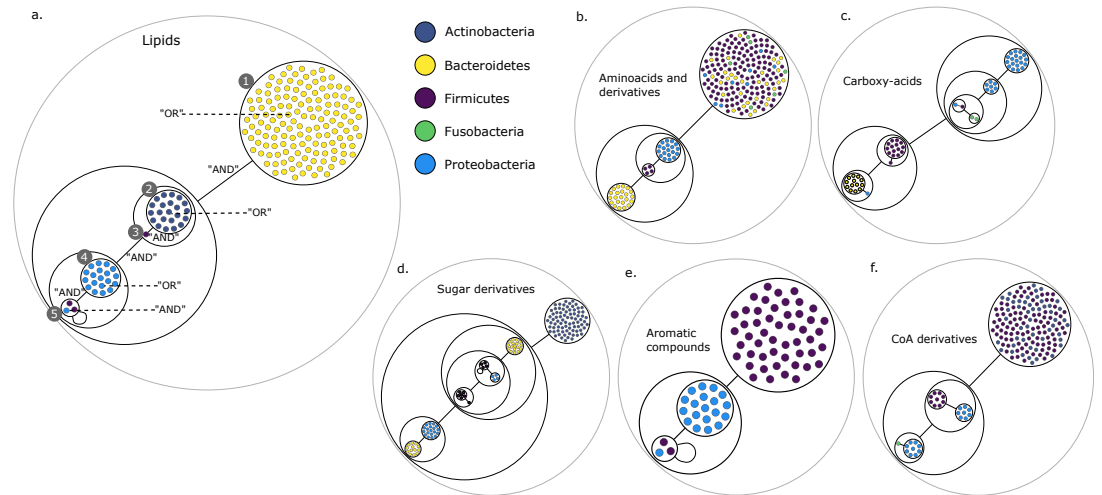 a.
Lipids
1
"OR"
"AND"
2
"OR"
3
"AND"
"AND"
4
"OR"
"AND"
"AND"
5
Actinobacteria
Bacteroidetes
Firmicutes
Fusobacteria
Proteobacteria
b.
Aminoacids and
derivatives
c.
Carboxy-acids
d.
Sugar derivatives
e.
Aromatic
compounds
f.
CoA derivatives